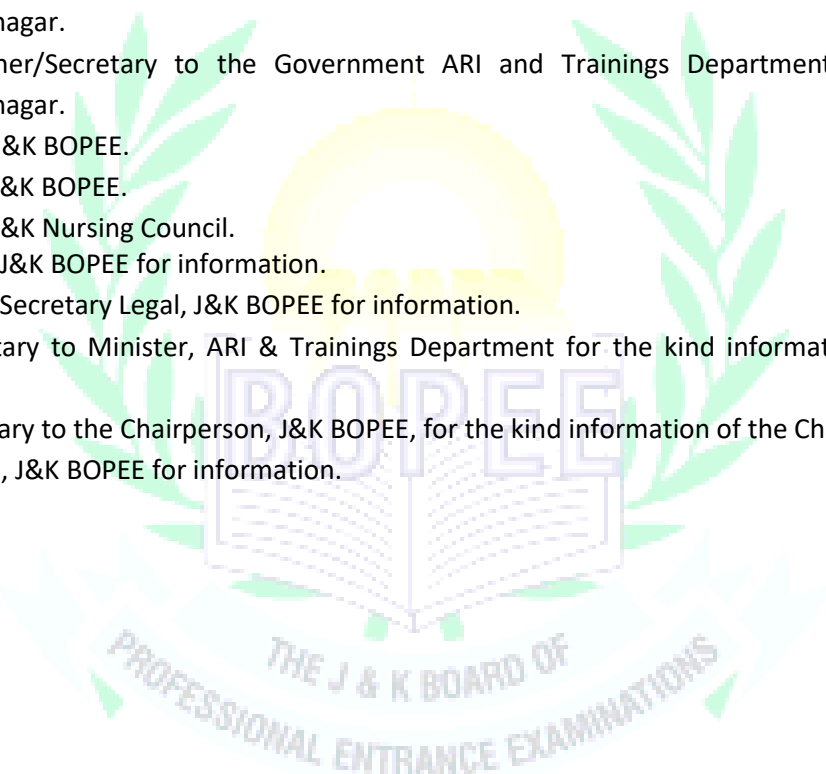 nagar.
ner/Secretary to the Government ARI and Trainings Department
nagar.
&K BOPEE.
&K BOPEE.
&K Nursing Council.
J&K BOPEE for information.
Secretary Legal, J&K BOPEE for information.
tary to Minister, ARI & Trainings Department for the kind informat
ary to the Chairperson, J&K BOPEE, for the kind information of the Ch
, J&K BOPEE for information.
BOPEE
THE J & K BOARD OF
PROFESSIONAL ENTRANCE EXAMINATIONS